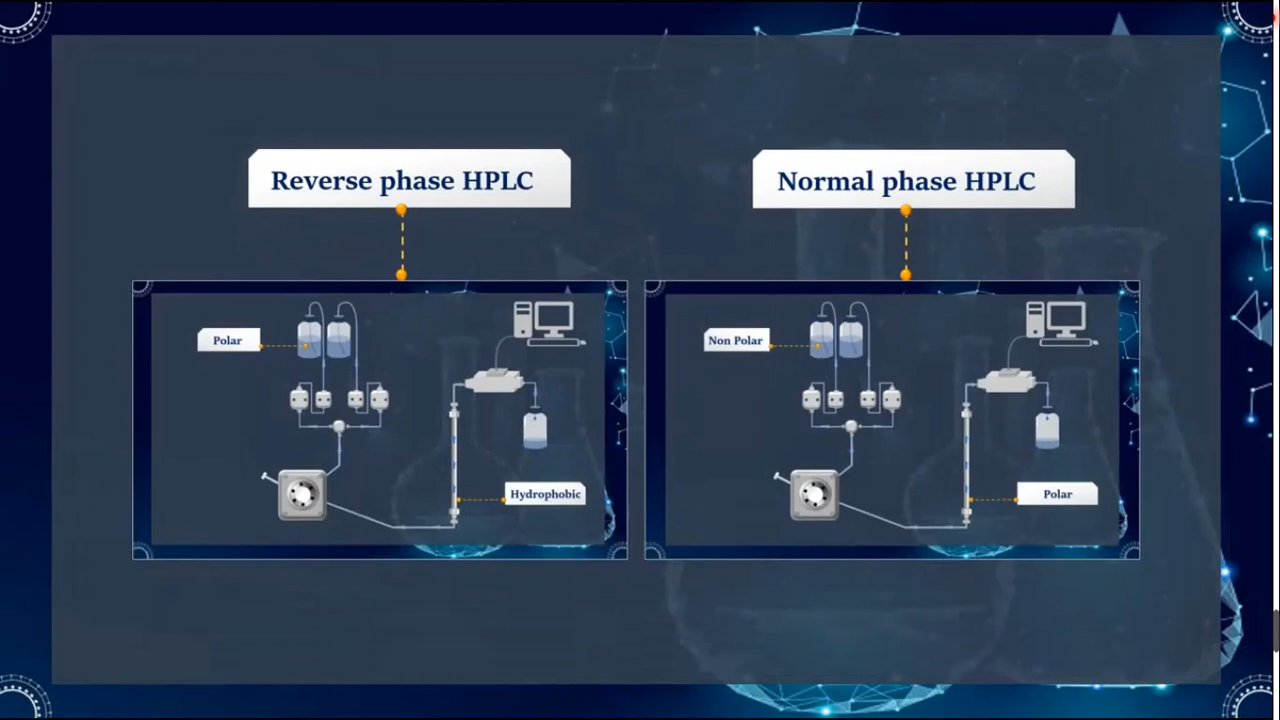 Reverse phase HPLC
Normal phase HPLC
Polar
Hydrophobic
Non Polar
Polar